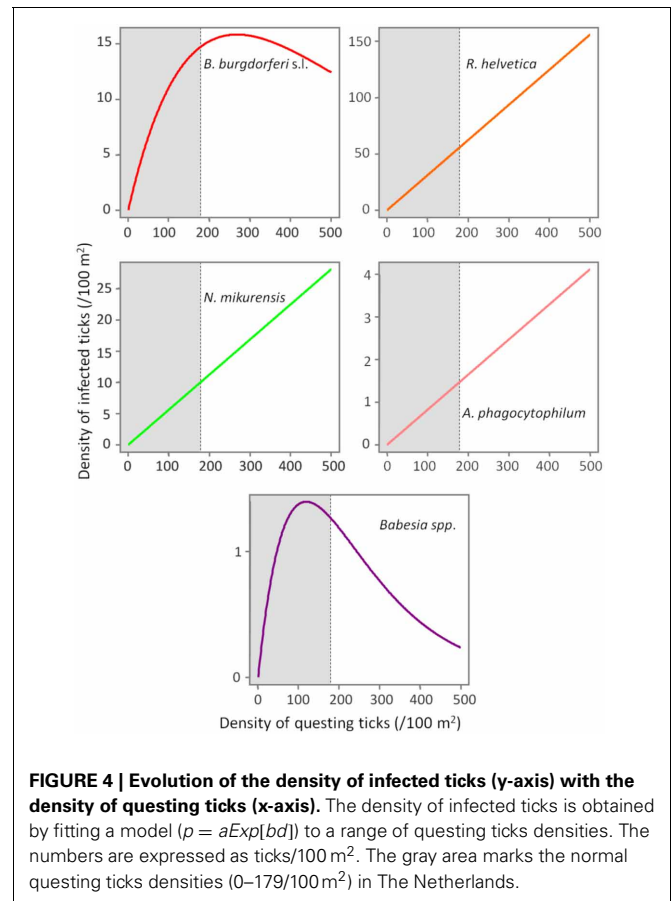 15
10
5
0
B. burgdorferi s.l.
0 100 200 300 400 500
150
100
50
0
R. helvetica
0 100 200 300 400 500
Density of infected ticks (/100 m²)
25
20
15
10
5
0
N. mikurensis
0 100 200 300 400 500
4
3
2
1
0
A. phagocytophilum
0 100 200 300 400 500
1
0
Babesia spp.
0 100 200 300 400 500
Density of questing ticks (/100 m²)
FIGURE 4 | Evolution of the density of infected ticks (y-axis) with the
density of questing ticks (x-axis). The density of infected ticks is obtained
by fitting a model (p = aExp[bd]) to a range of questing ticks densities. The
numbers are expressed as ticks/100 m². The gray area marks the normal
questing ticks densities (0–179/100 m²) in The Netherlands.